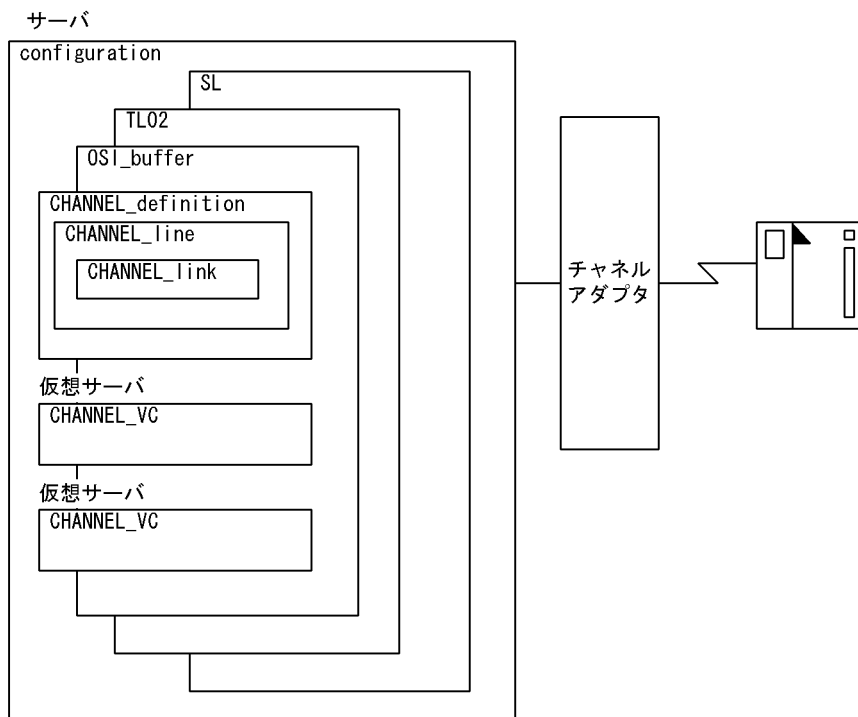 サーバ
configuration
SL
TL02
OSI_buffer
CHANNEL_definition
CHANNEL_line
CHANNEL_link
仮想サーバ
CHANNEL_VC
仮想サーバ
CHANNEL_VC
チャネル
アダプタ